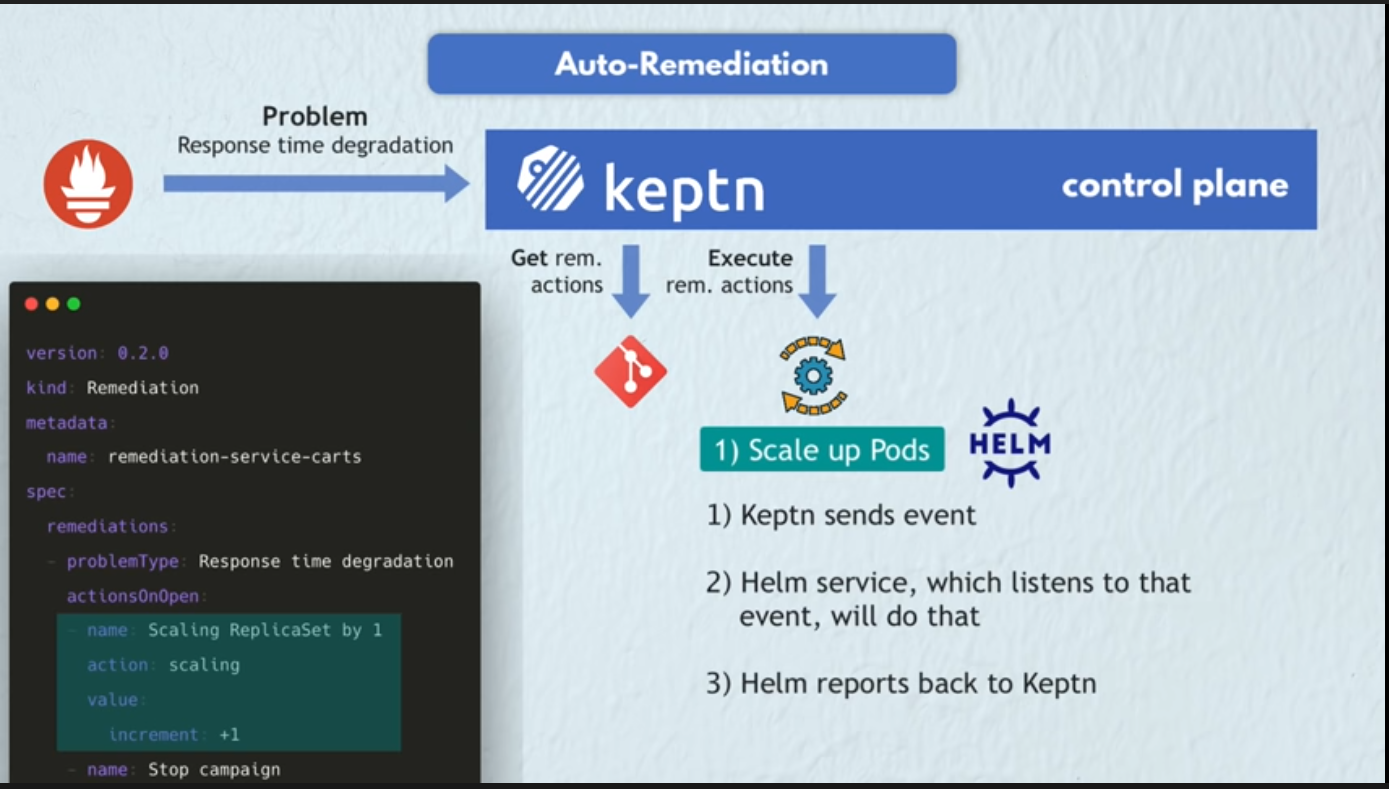 Auto-Remediation
Problem
Response time degradation
keptn
control plane
Get rem.
actions
Execute
rem. actions
version: 0.2.0
kind: Remediation
metadata:
name: remediation-service-carts
spec:
remediations:
- problemType: Response time degradation
actionsOnOpen:
- name: Scaling ReplicaSet by 1
action: scaling
value:
increment: +1
- name: Stop campaign
1) Scale up Pods
HELM
1) Keptn sends event
2) Helm service, which listens to that
event, will do that
3) Helm reports back to Keptn